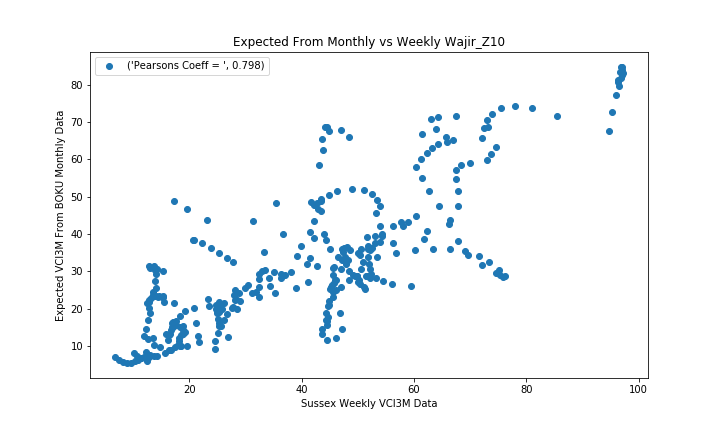 Expected From Monthly vs Weekly Wajir_Z10
('Pearsons Coeff = ', 0.798)
Expected VCI3M From BOKU Monthly Data
80
70
60
50
40
30
20
10
20 40 60 80 100
Sussex Weekly VCI3M Data